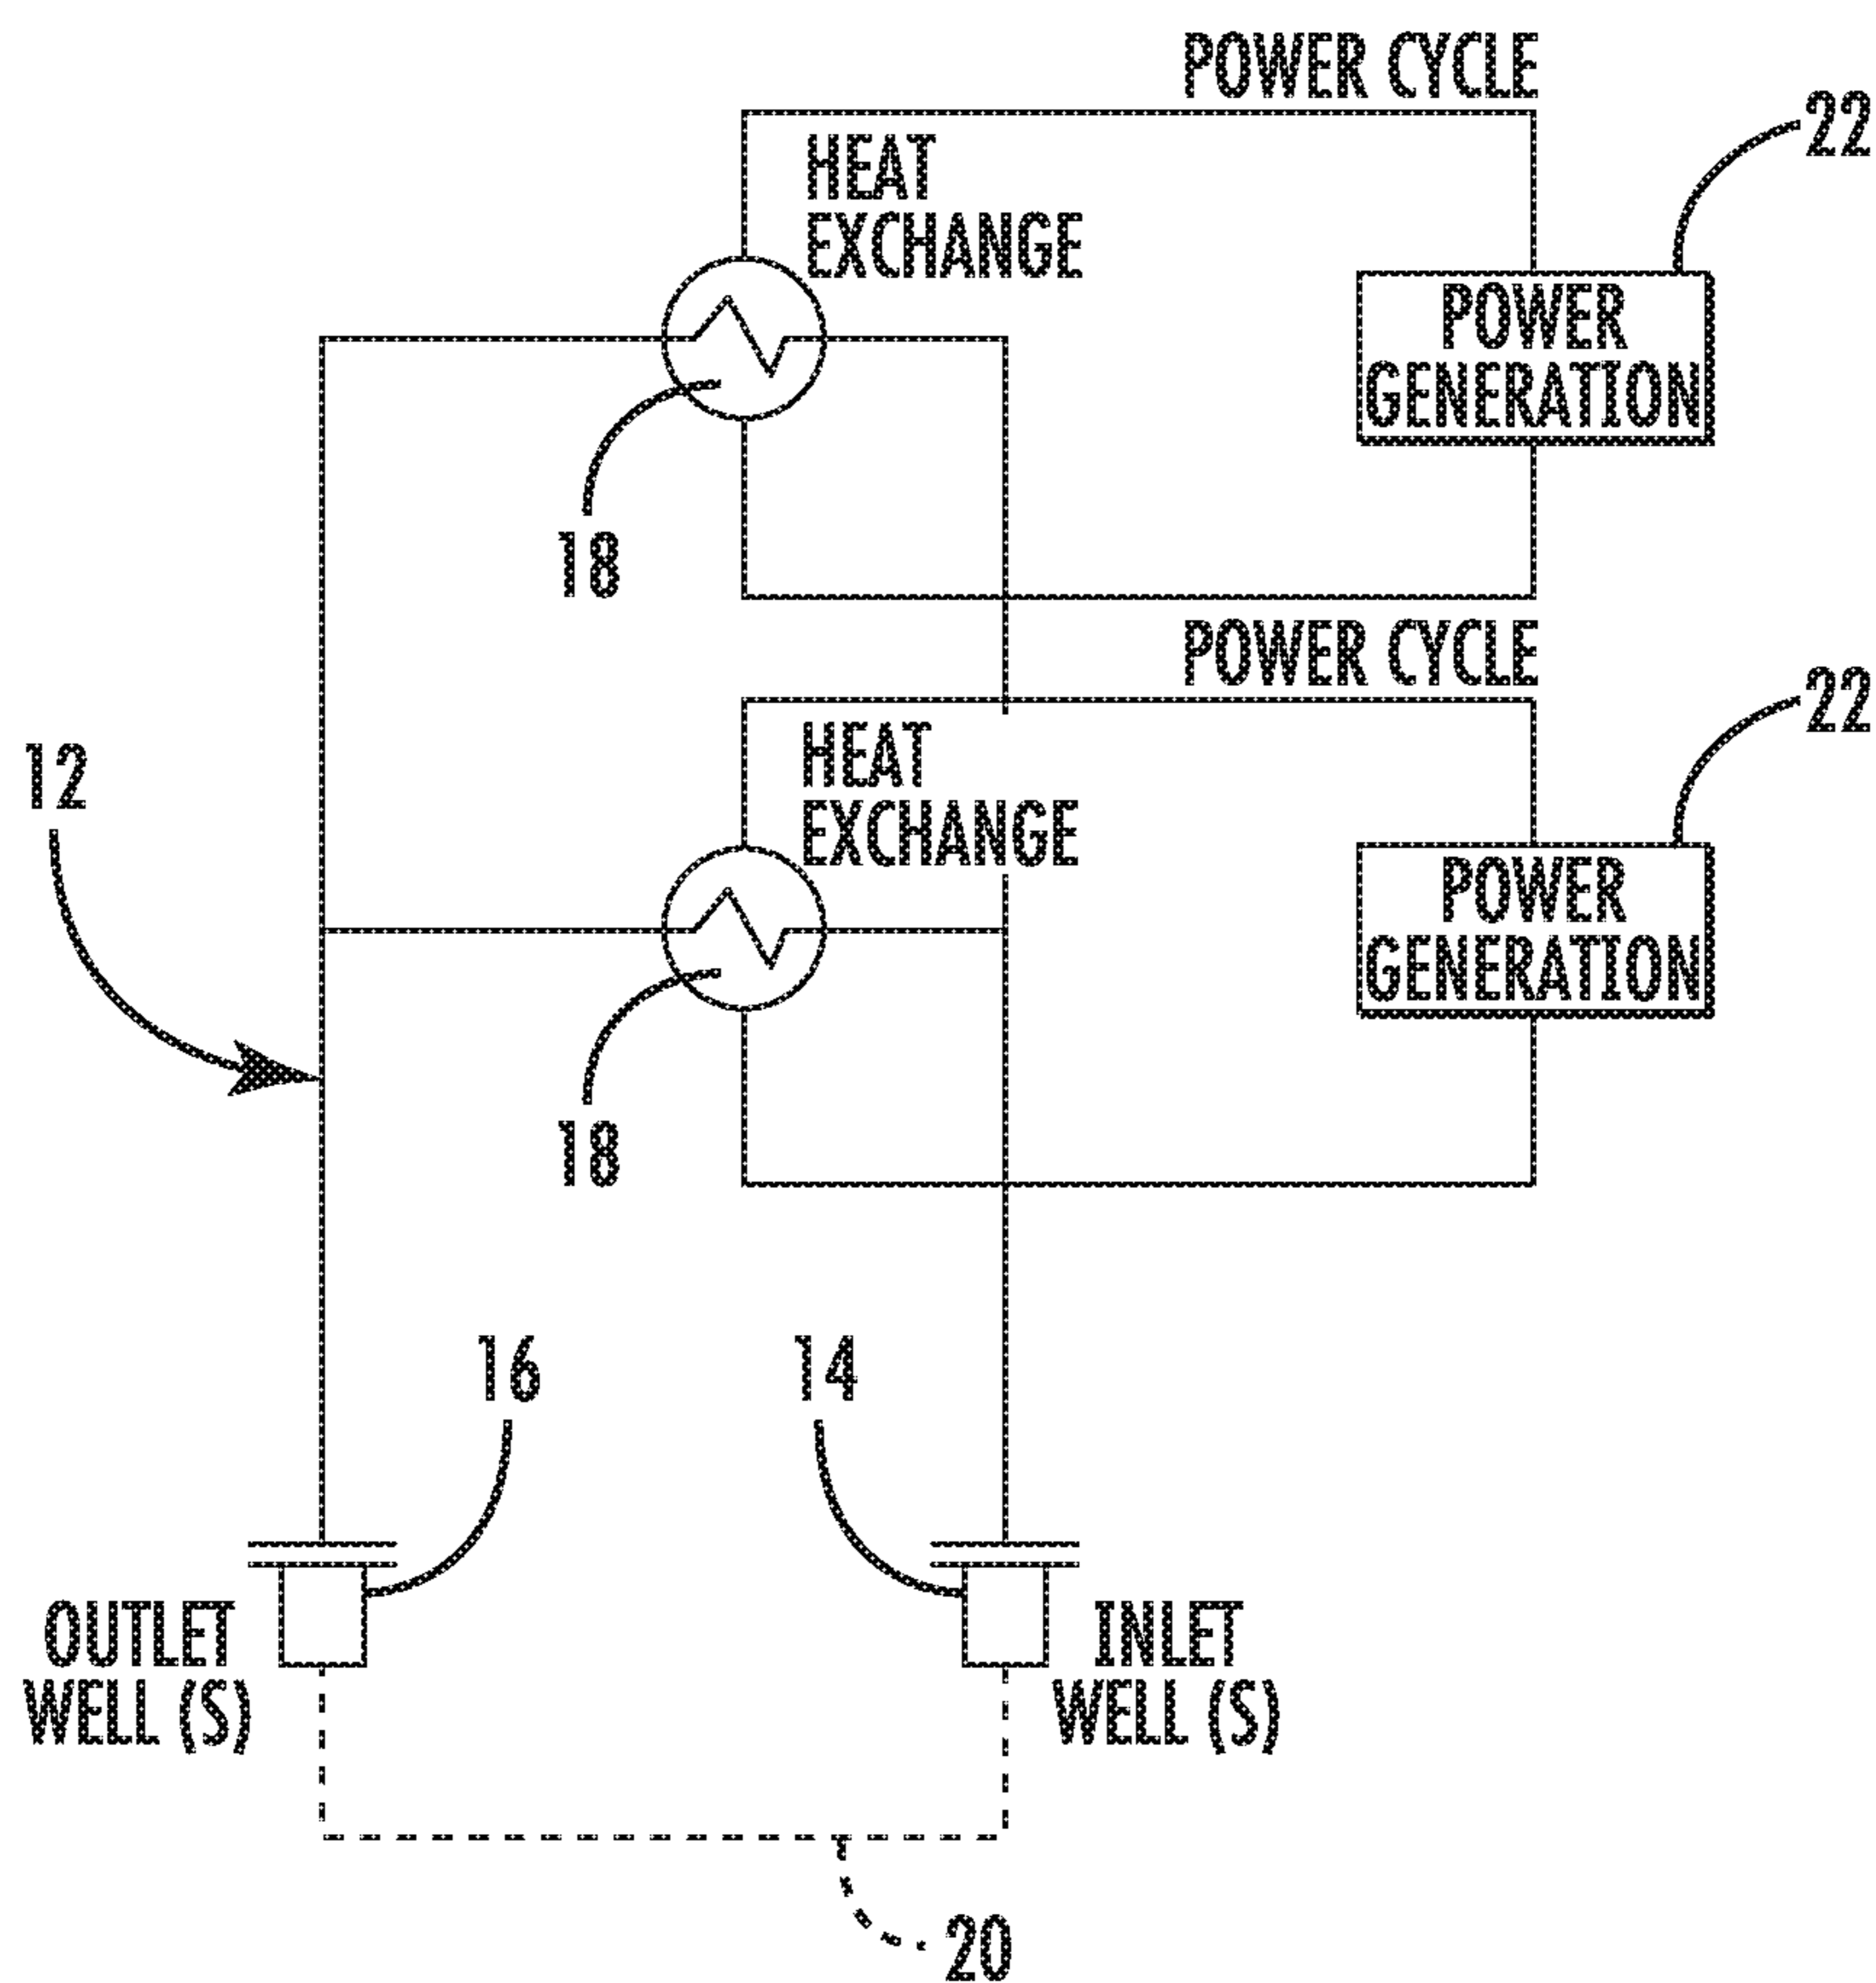 POWER CYCLE
22
HEAT
EXCHANGE
POWER
GENERATION
18
POWER CYCLE
22
HEAT
EXCHANGE
12
POWER
GENERATION
18
16
14
OUTLET
WELL (S)
INLET
WELL (S)
20